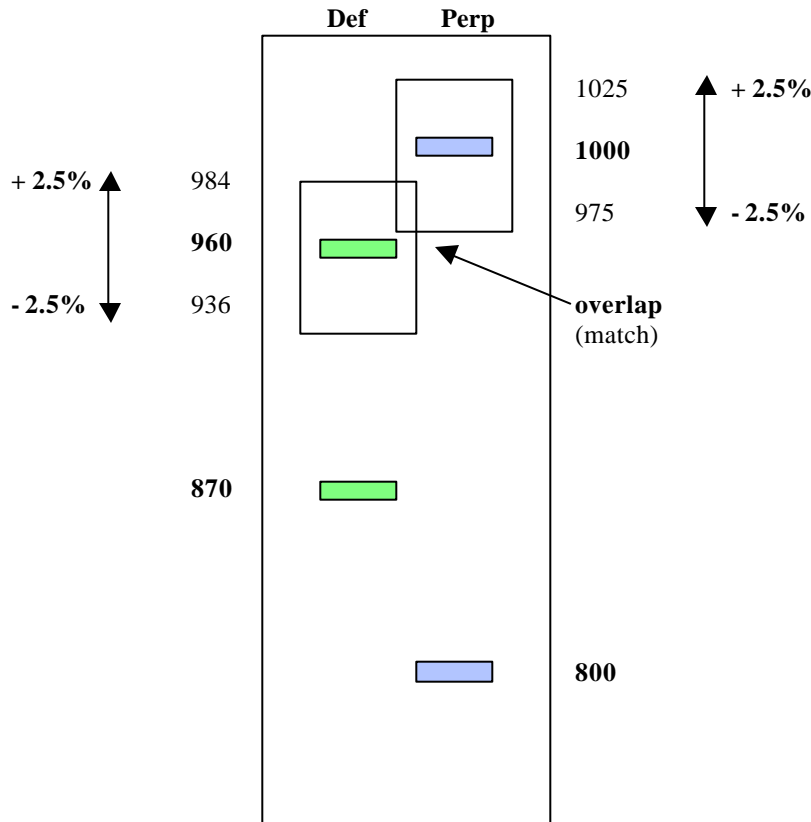 Def Perp
1025 + 2.5%
1000
+ 2.5% 984
975 - 2.5%
960
- 2.5% 936
overlap
(match)
870
800